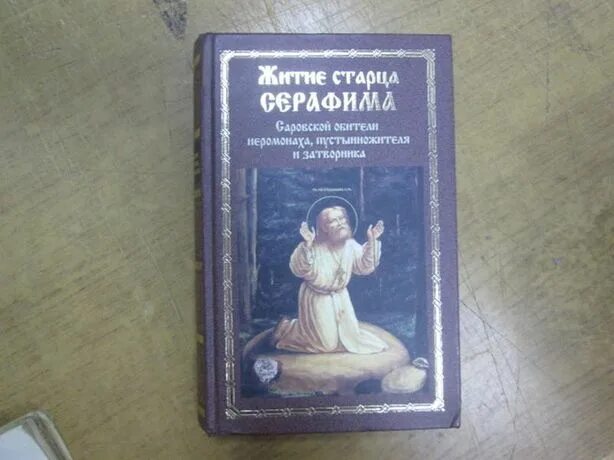 Житие старца
СЕРАФИМА
Саровской обители
иеромонаха, пустынножителя
и затворника